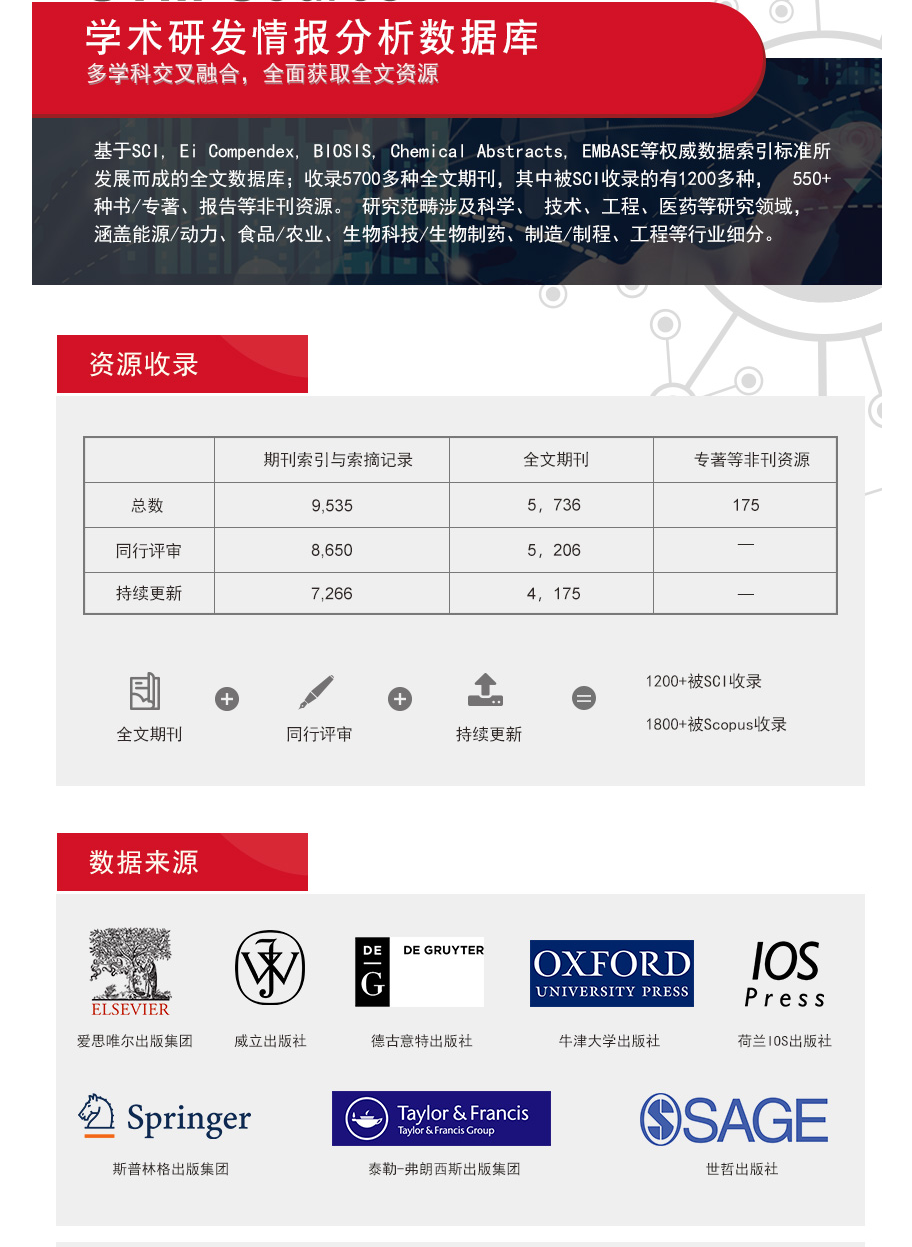 学术研发情报分析数据库
多学科交叉融合，全面获取全文资源
基于SCI, Ei Compendex, BIOSIS, Chemical Abstracts, EMBASE等权威数据索引标准所
发展而成的全文数据库；收录5700多种全文期刊，其中被SCI收录的有1200多种， 550+
种书/专著、报告等非刊资源。 研究范畴涉及科学、 技术、工程、医药等研究领域，
涵盖能源/动力、食品/农业、生物科技/生物制药、制造/制程、工程等行业细分。
资源收录
期刊索引与索摘记录 全文期刊 专著等非刊资源
总数 9,535 5, 736 175
同行评审 8,650 5, 206 —
持续更新 7,266 4, 175 —
1200+被SCI收录
1800+被Scopus收录
全文期刊 同行评审 持续更新
数据来源
DE G DE GRUYTER
OXFORD
UNIVERSITY PRESS
IOS
Press
ELSEVIER
爱思唯尔出版集团 威立出版社 德古意特出版社 牛津大学出版社 荷兰IOS出版社
Springer
Taylor & Francis
Taylor & Francis Group
SAGE
斯普林格出版集团 泰勒-弗朗西斯出版集团 世哲出版社